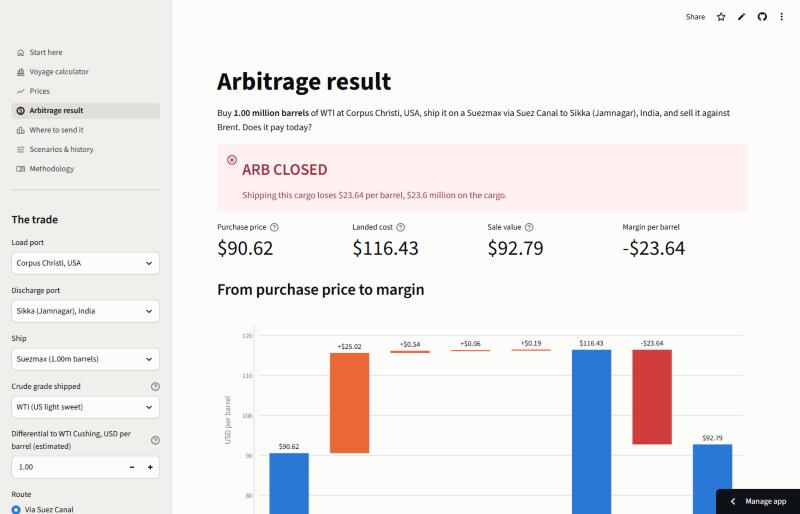 Share
Start here
Voyage calculator
Prices
Arbitrage result
Where to send it
Scenarios & history
Methodology
The trade
Load port
Corpus Christi, USA
Discharge port
Sikka (Jamnagar), India
Ship
Suezmax (1.00m barrels)
Crude grade shipped
WTI (US light sweet)
Differential to WTI Cushing, USD per
barrel (estimated)
1.00
Route
Via Suez Canal
Arbitrage result
Buy 1.00 million barrels of WTI at Corpus Christi, USA, ship it on a Suezmax via Suez Canal to Sikka (Jamnagar), India, and sell it against
Brent. Does it pay today?
ARB CLOSED
Shipping this cargo loses $23.64 per barrel, $23.6 million on the cargo.
Purchase price
$90.62
Landed cost
$116.43
Sale value
$92.79
Margin per barrel
-$23.64
From purchase price to margin
USD per barrel
120
110
100
90
80
$90.62
+$25.02
+$0.54
+$0.06
+$0.19
$116.43
-$23.64
$92.79
Manage app